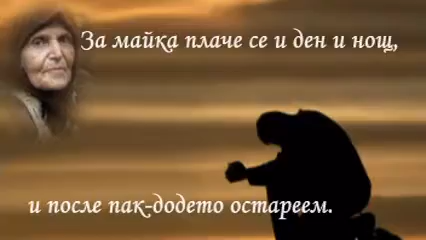 За майка плаче се и ден и нощ,
и после пак-додето остареем.